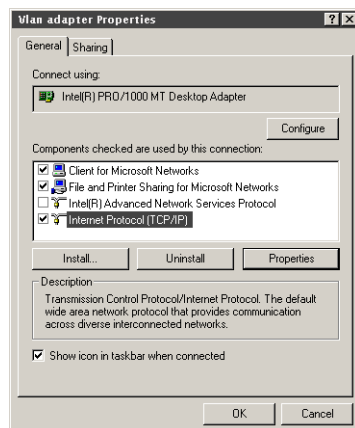 Vlan adapter Properties
General Sharing
Connect using:
Intel(R) PRO/1000 MT Desktop Adapter
Configure
Components checked are used by this connection:
Client for Microsoft Networks
File and Printer Sharing for Microsoft Networks
Intel(R) Advanced Network Services Protocol
Internet Protocol (TCP/IP)
Install... Uninstall Properties
Description
Transmission Control Protocol/Internet Protocol. The default
wide area network protocol that provides communication
across diverse interconnected networks.
Show icon in taskbar when connected
OK Cancel